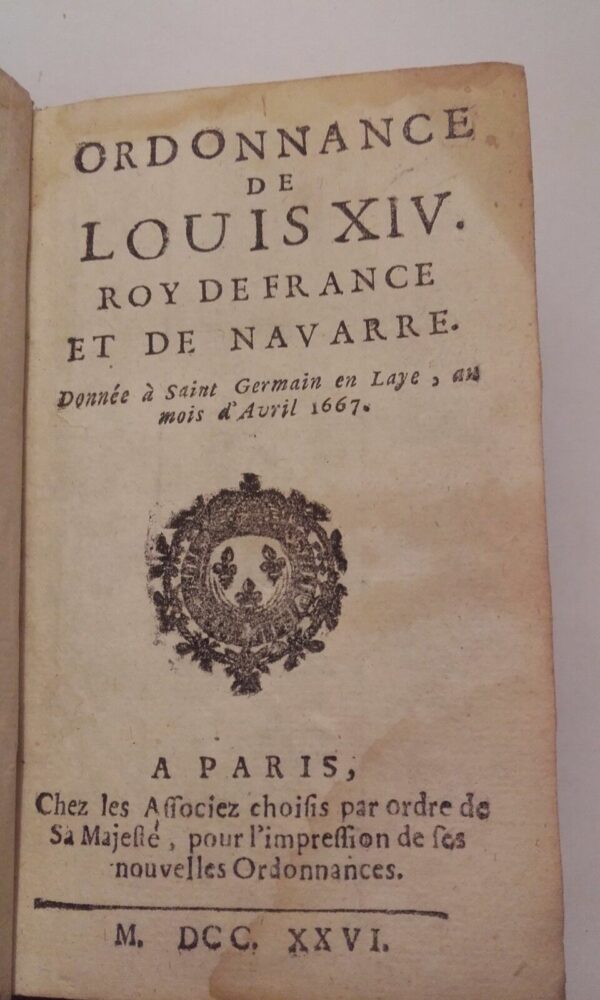 ORDONNANCE
DE
LOUIS XIV.
ROY DE FRANCE
ET DE NAVARRE.
Donnée à Saint Germain en Laye, au
mois d'Avril 1667.
A PARIS,
Chez les Aſſociez choiſis par ordre de
Sa Majeſté, pour l'impreſſion de ſes
nouvelles Ordonnances.
M. DCC. XXVI.